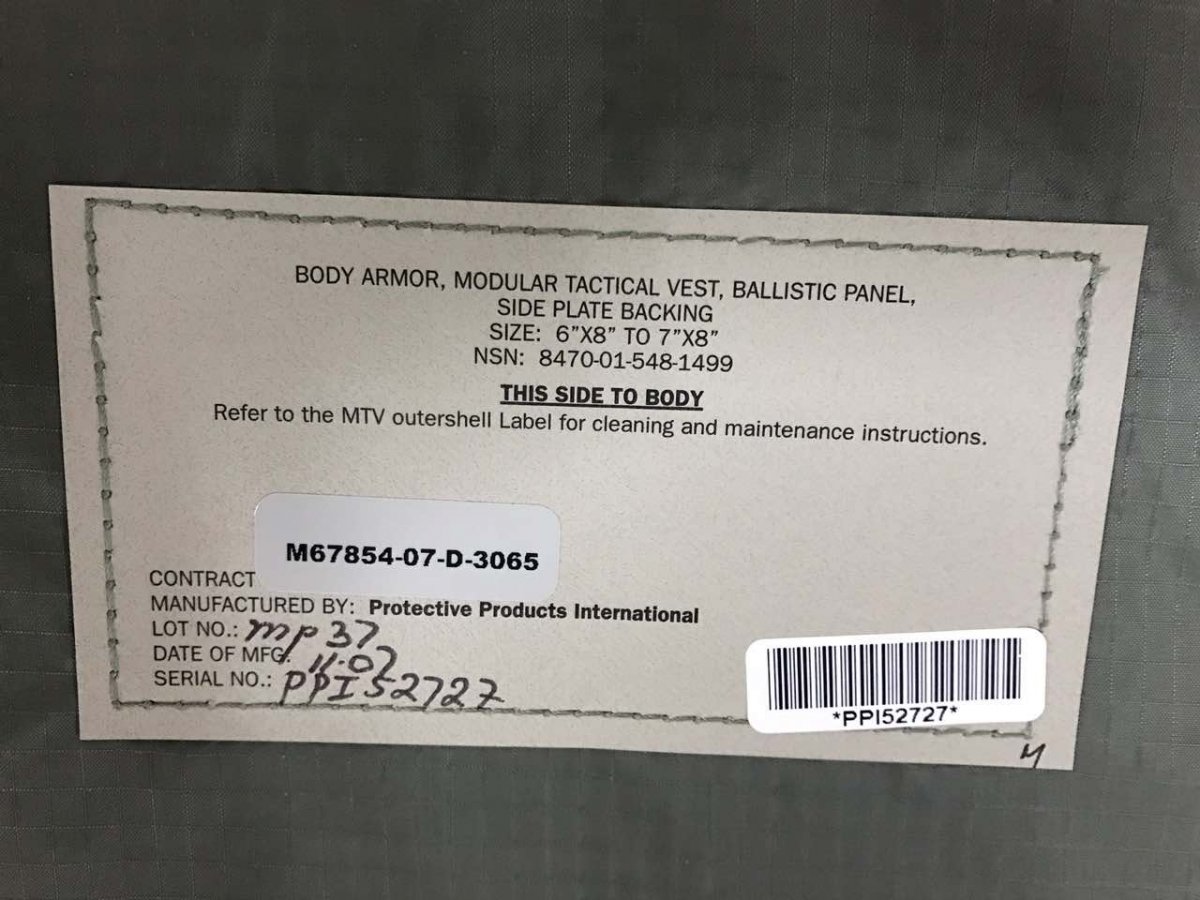 BODY ARMOR, MODULAR TACTICAL VEST, BALLISTIC PANEL,
SIDE PLATE BACKING
SIZE: 6"X8" TO 7"X8"
NSN: 8470-01-548-1499
THIS SIDE TO BODY
Refer to the MTV outershell Label for cleaning and maintenance instructions.
M67854-07-D-3065
CONTRACT
MANUFACTURED BY: Protective Products International
LOT NO.: mp 37
DATE OF MFG. 11-07
SERIAL NO.: PPI52727
*PPI52727*
M